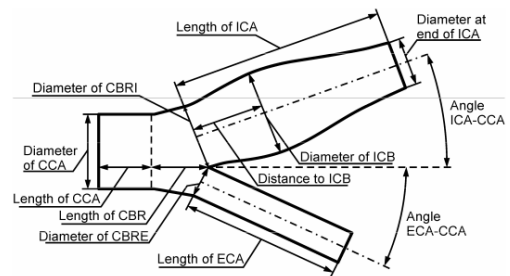 Length of ICA
Diameter at
end of ICA
Diameter of CBRI
Angle
ICA-CCA
Diameter
of CCA
Diameter of ICB
Distance to ICB
Length of CCA
Length of CBR
Diameter of CBRE
Angle
ECA-CCA
Length of ECA